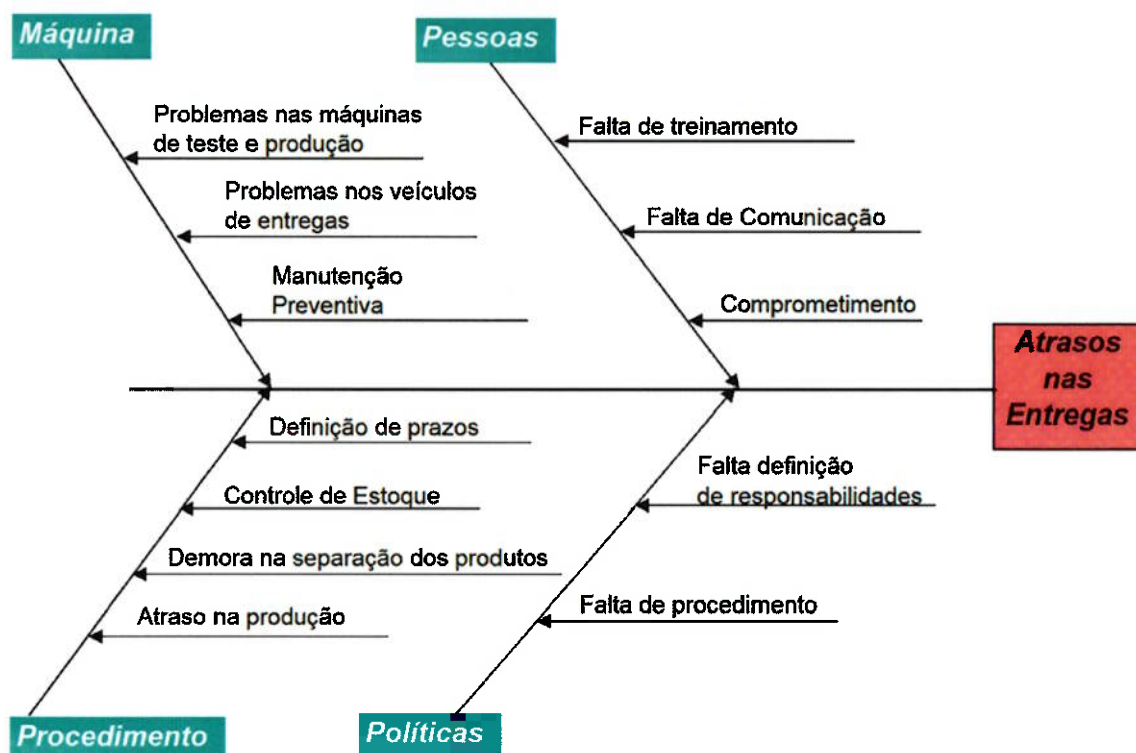 Máquina
Pessoas
Problemas nas máquinas
de teste e produção
Falta de treinamento
Problemas nos veículos
de entregas
Falta de Comunicação
Manutenção
Preventiva
Comprometimento
Atrasos
nas
Entregas
Definição de prazos
Falta definição
de responsabilidades
Controle de Estoque
Demora na separação dos produtos
Atraso na produção
Falta de procedimento
Procedimento
Políticas